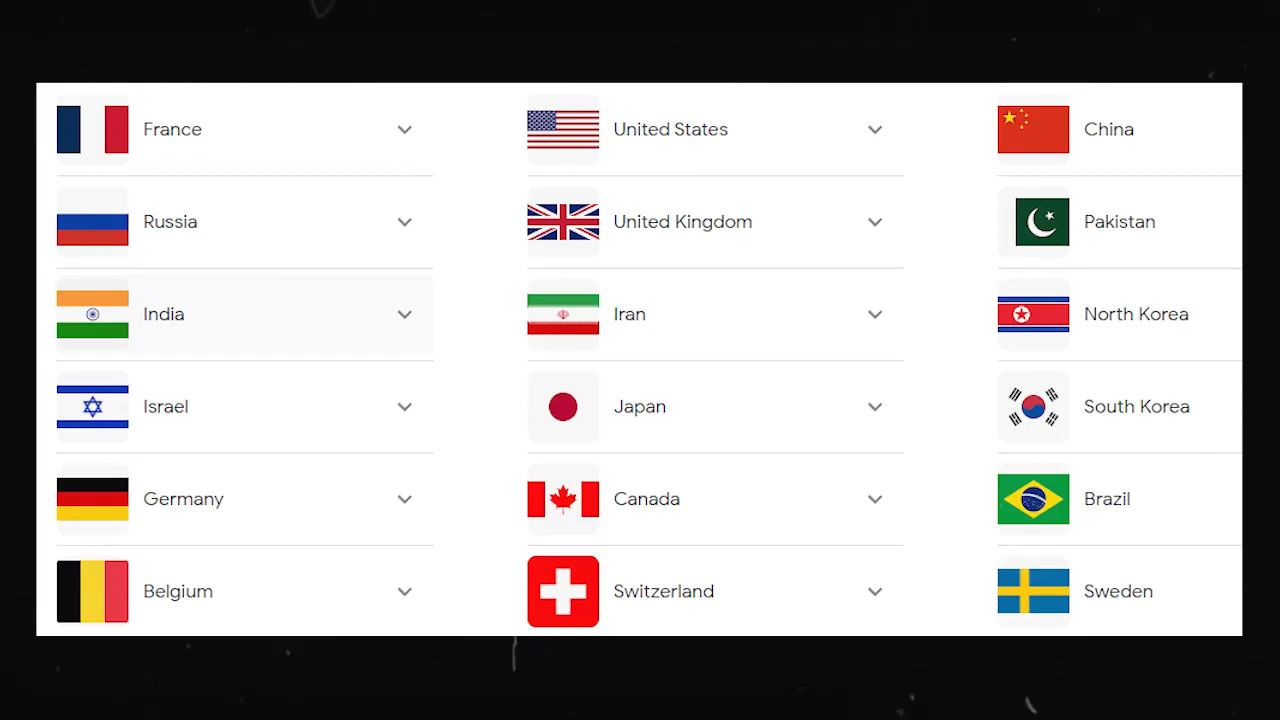 France
United States
China
Russia
United Kingdom
Pakistan
India
Iran
North Korea
Israel
Japan
South Korea
Germany
Canada
Brazil
Belgium
Switzerland
Sweden